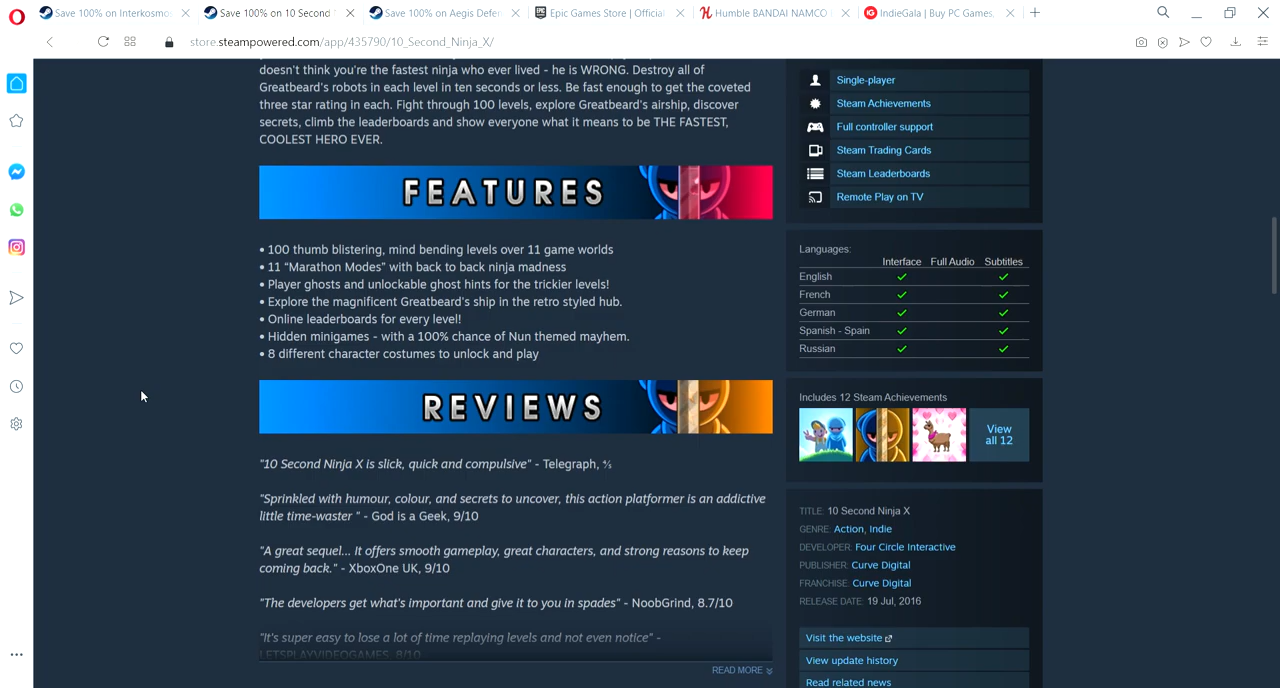 Save 100% on Interkosmos
Save 100% on 10 Second
Save 100% on Aegis Defe
Epic Games Store | Official
Humble BANDAI NAMCO
IndieGala | Buy PC Games,
store.steampowered.com/app/435790/10_Second_Ninja_X/
doesn't think you're the fastest ninja who ever lived - he is WRONG. Destroy all of
Greatbeard's robots in each level in ten seconds or less. Be fast enough to get the coveted
three star rating in each. Fight through 100 levels, explore Greatbeard's airship, discover
secrets, climb the leaderboards and show everyone what it means to be THE FASTEST,
COOLEST HERO EVER.
FEATURES
• 100 thumb blistering, mind bending levels over 11 game worlds
• 11 “Marathon Modes” with back to back ninja madness
• Player ghosts and unlockable ghost hints for the trickier levels!
• Explore the magnificent Greatbeard's ship in the retro styled hub.
• Online leaderboards for every level!
• Hidden minigames - with a 100% chance of Nun themed mayhem.
• 8 different character costumes to unlock and play
REVIEWS
"10 Second Ninja X is slick, quick and compulsive" - Telegraph, ⅘
"Sprinkled with humour, colour, and secrets to uncover, this action platformer is an addictive
little time-waster " - God is a Geek, 9/10
"A great sequel... It offers smooth gameplay, great characters, and strong reasons to keep
coming back." - XboxOne UK, 9/10
"The developers get what's important and give it to you in spades" - NoobGrind, 8.7/10
"It's super easy to lose a lot of time replaying levels and not even notice" -
LETSPLAYVIDEOGAMES, 8/10
READ MORE
Single-player
Steam Achievements
Full controller support
Steam Trading Cards
Steam Leaderboards
Remote Play on TV
Languages:
Interface Full Audio Subtitles
English
French
German
Spanish - Spain
Russian
Includes 12 Steam Achievements
View
all 12
TITLE: 10 Second Ninja X
GENRE: Action, Indie
DEVELOPER: Four Circle Interactive
PUBLISHER: Curve Digital
FRANCHISE: Curve Digital
RELEASE DATE: 19 Jul, 2016
Visit the website
View update history
Read related news